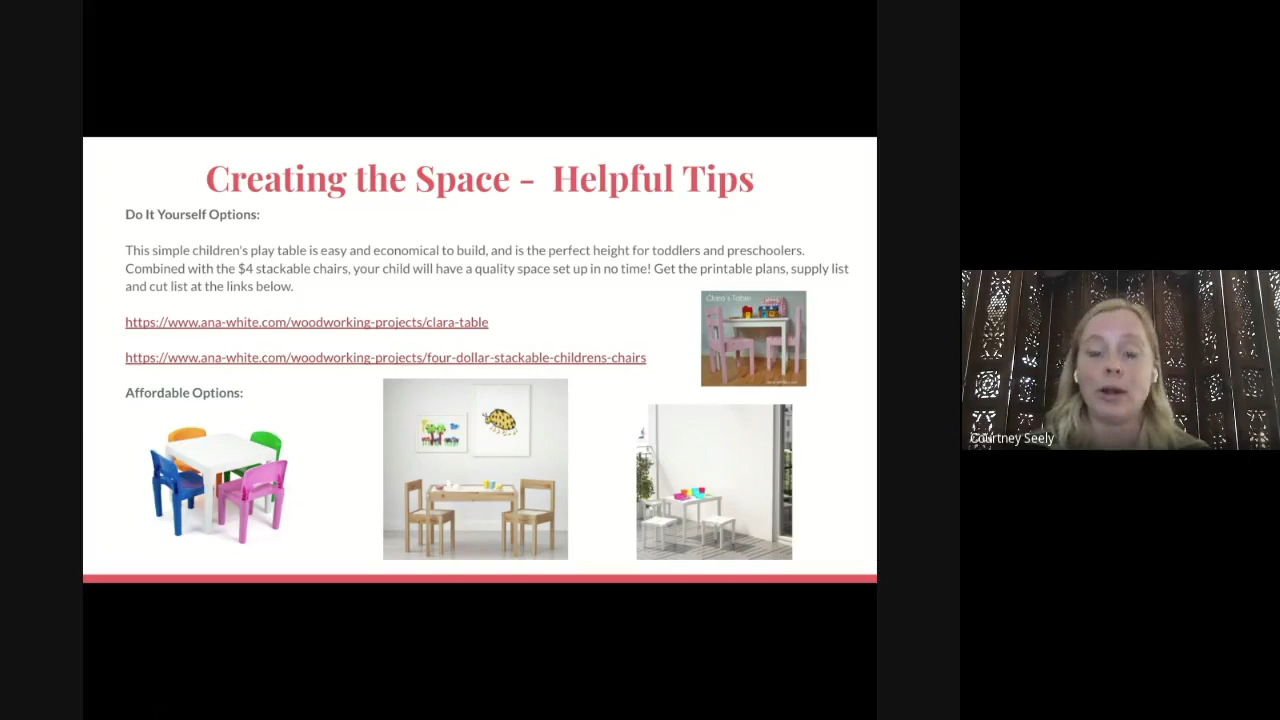 Creating the Space - Helpful Tips
Do It Yourself Options:
This simple children's play table is easy and economical to build, and is the perfect height for toddlers and preschoolers.
Combined with the $4 stackable chairs, your child will have a quality space set up in no time! Get the printable plans, supply list
and cut list at the links below.
https://www.ana-white.com/woodworking-projects/clara-table
https://www.ana-white.com/woodworking-projects/four-dollar-stackable-childrens-chairs
Clara's Table
Affordable Options:
Courtney Seely